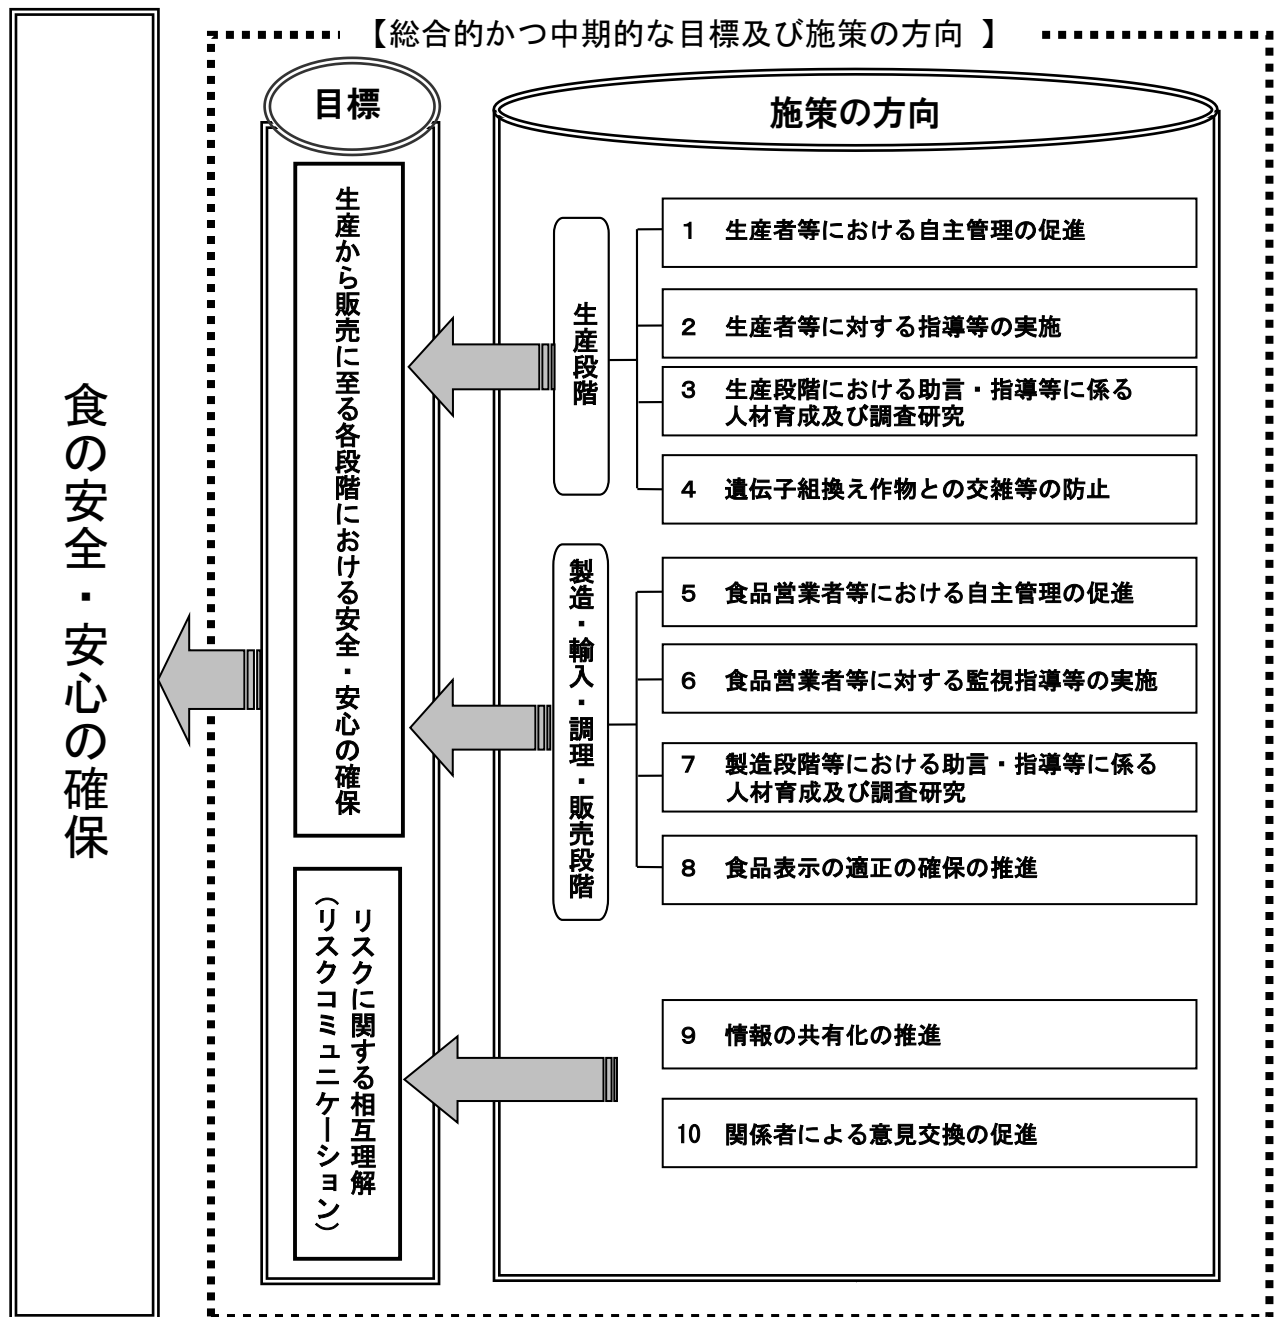 【総合的かつ中期的な目標及び施策の方向 】
食の安全・安心の確保
目標
生産から販売に至る各段階における安全・安心の確保
リスクに関する相互理解
（リスクコミュニケーション）
施策の方向
生産段階
1 生産者等における自主管理の促進
2 生産者等に対する指導等の実施
3 生産段階における助言・指導等に係る
人材育成及び調査研究
4 遺伝子組換え作物との交雑等の防止
製造・輸入・調理・販売段階
5 食品営業者等における自主管理の促進
6 食品営業者等に対する監視指導等の実施
7 製造段階等における助言・指導等に係る
人材育成及び調査研究
8 食品表示の適正の確保の推進
9 情報の共有化の推進
10 関係者による意見交換の促進